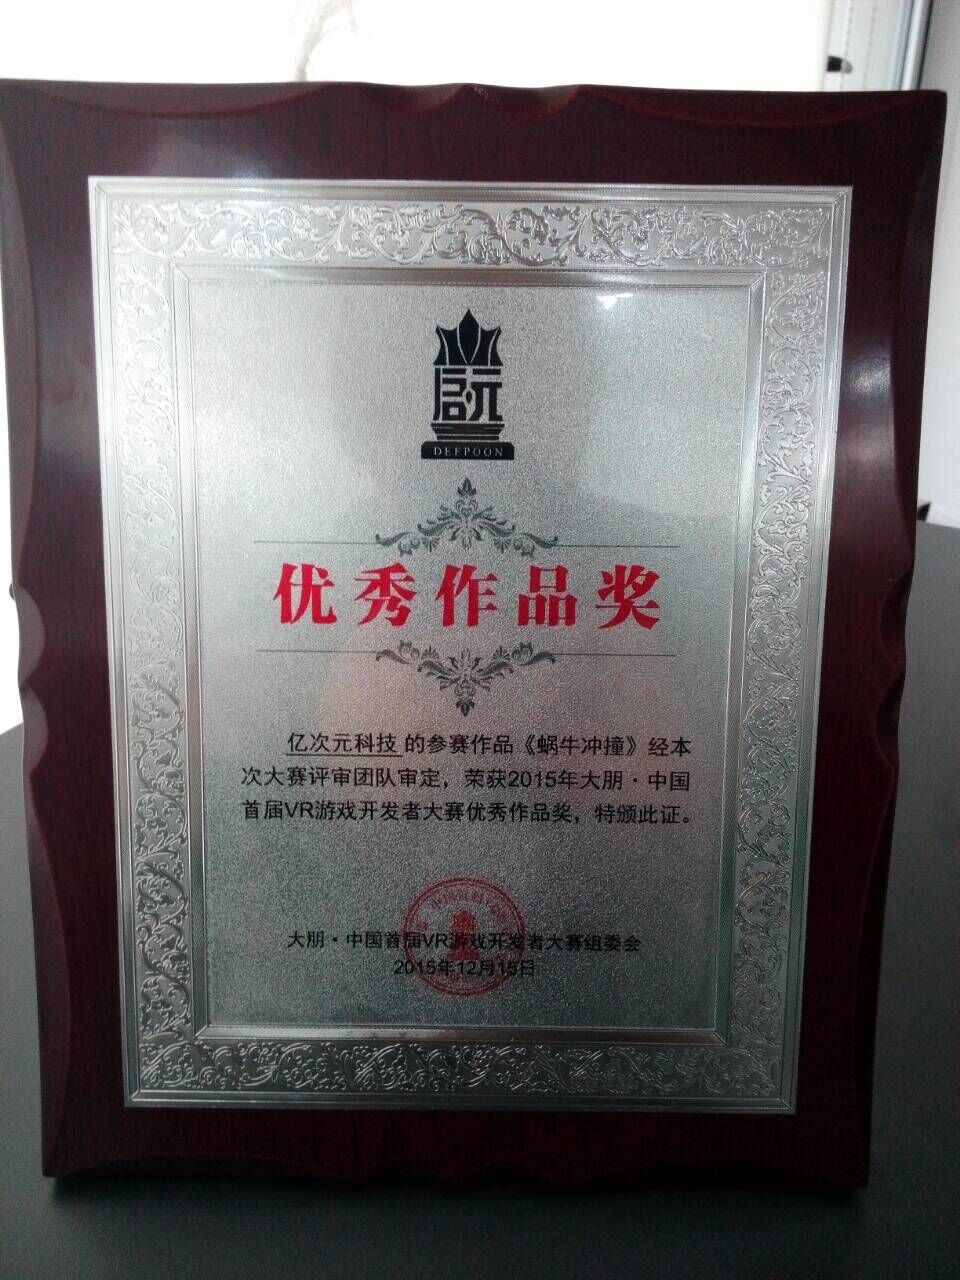 启元
DEEPOON
优秀作品奖
亿次元科技的参赛作品《蜗牛冲撞》经本
次大赛评审团队审定，荣获2015年大朋·中国
首届VR游戏开发者大赛优秀作品奖，特颁此证。
大朋·中国首届VR游戏开发者大赛组委会
2015年12月15日